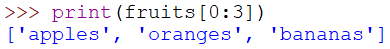 >>> print(fruits[0:3])
['apples', 'oranges', 'bananas']